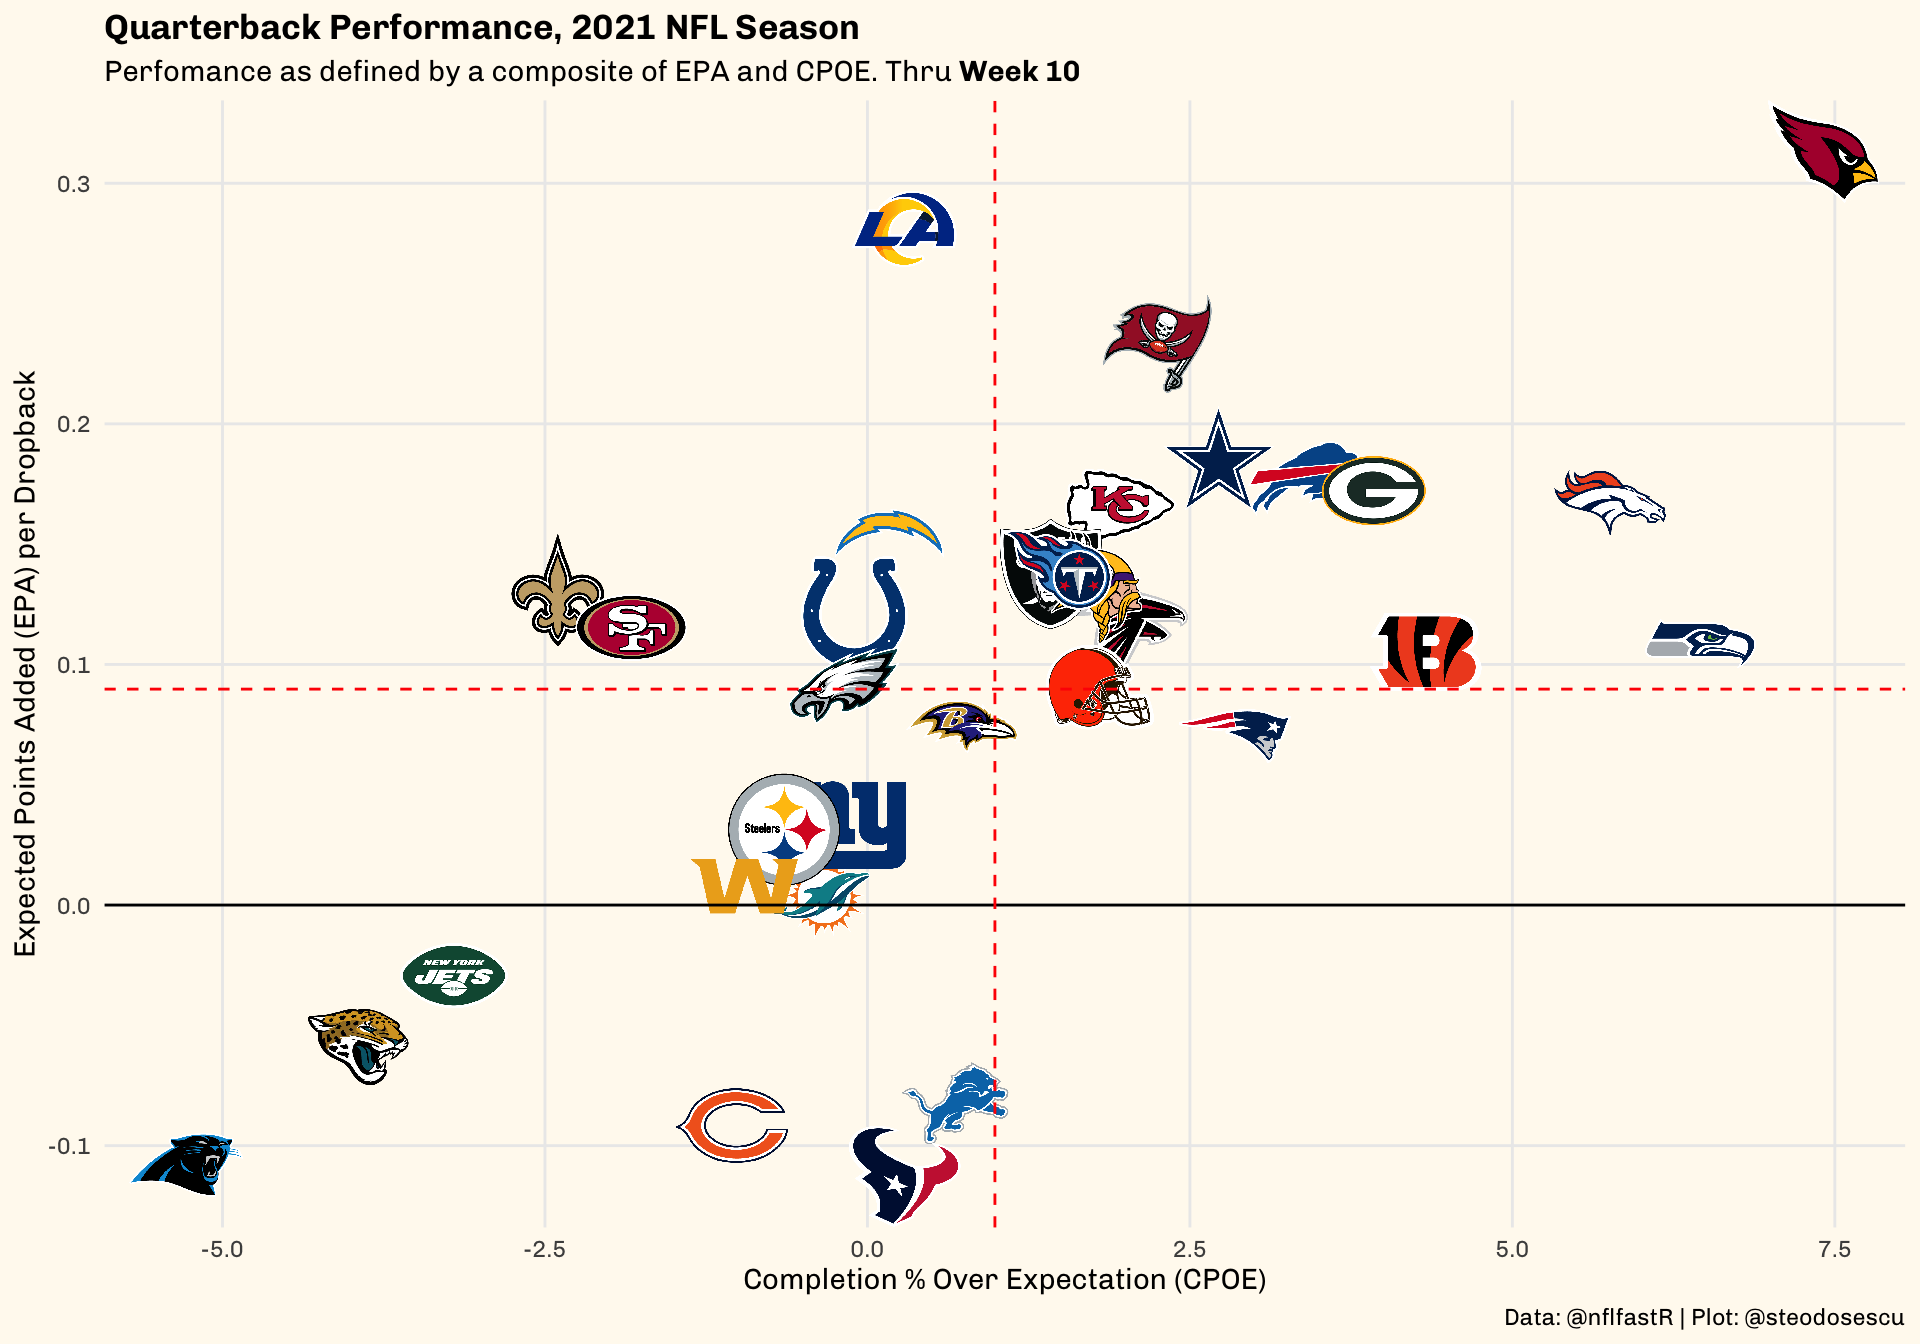 Quarterback Performance, 2021 NFL Season
Perfomance as defined by a composite of EPA and CPOE. Thru Week 10
Expected Points Added (EPA) per Dropback
0.3
0.2
0.1
0.0
-0.1
LA
KC
G
T
SF
B
B
Steelers
ny
W
NEW YORK
JETS
C
-5.0
-2.5
0.0
2.5
5.0
7.5
Completion % Over Expectation (CPOE)
Data: @nflfastR | Plot: @steodosescu